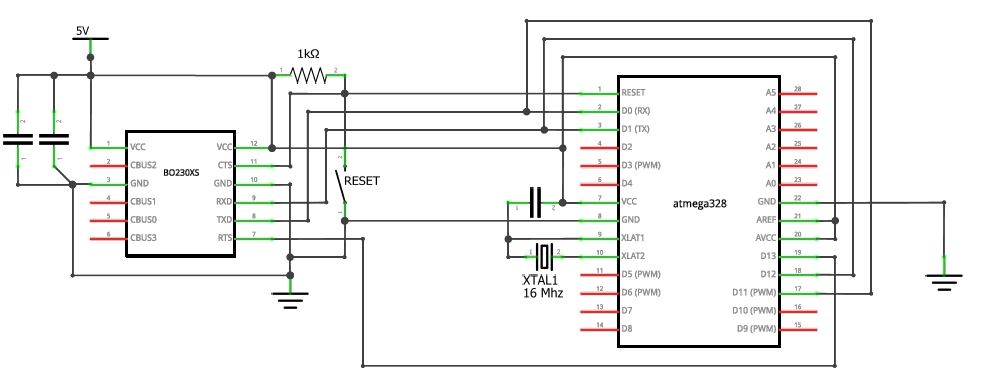 5V
1kΩ
1
2
2
2
1
1
BO230XS
1
VCC
2
CBUS2
3
GND
4
CBUS1
5
CBUS0
6
CBUS3
VCC
12
CTS
11
GND
10
RXD
9
TXD
8
RTS
7
2
RESET
1
1
2
1
2
XTAL1
16 Mhz
atmega328
1
RESET
2
D0 (RX)
3
D1 (TX)
4
D2
5
D3 (PWM)
6
D4
7
VCC
8
GND
9
XLAT1
10
XLAT2
11
D5 (PWM)
12
D6 (PWM)
13
D7
14
D8
A5
28
A4
27
A3
26
A2
25
A1
24
A0
23
GND
22
AREF
21
AVCC
20
D13
19
D12
18
D11 (PWM)
17
D10 (PWM)
16
D9 (PWM)
15